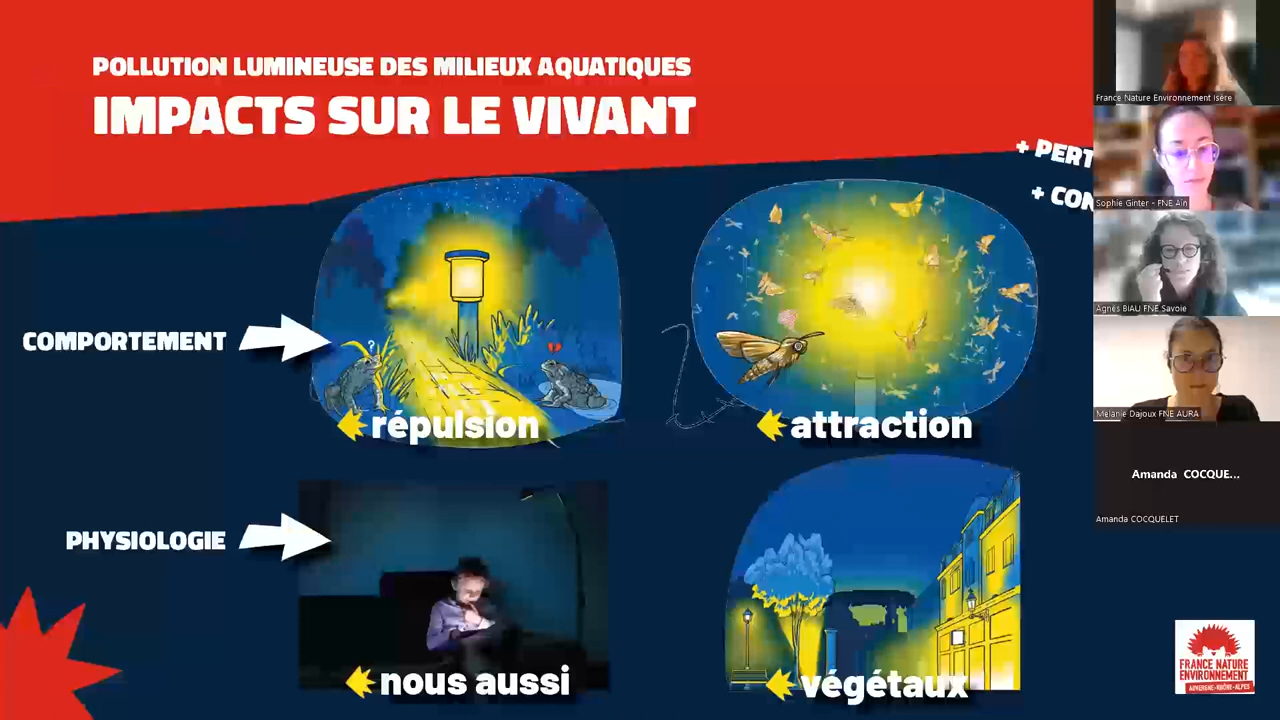 POLLUTION LUMINEUSE DES MILIEUX AQUATIQUES
IMPACTS SUR LE VIVANT
+ PERT
+ CON
COMPORTEMENT
?
répulsion
attraction
PHYSIOLOGIE
nous aussi
végétaux
France Nature Environnement Isère
Sophie Ginter - FNE Ain
Agnès BIAU FNE Savoie
Mélanie Dajoux FNE AURA
Amanda COCQUE...
Amanda COCQUELET
FRANCE NATURE
ENVIRONNEMENT
AUVERGNE-RHÔNE-ALPES